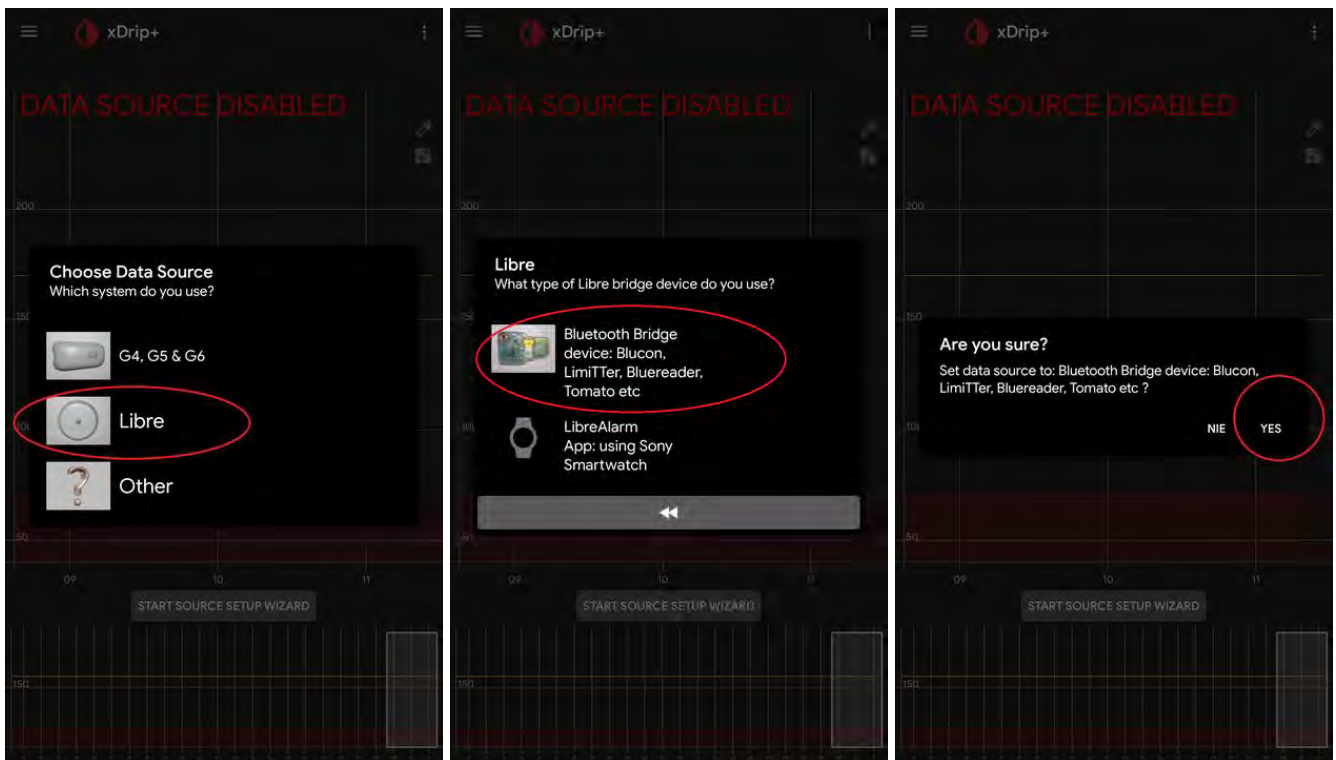 xDrip+
DATA SOURCE DISABLED
200
150
Choose Data Source
Which system do you use?
G4, G5 & G6
Libre
100
Other
50
09
10
11
START SOURCE SETUP WIZARD
150
xDrip+
DATA SOURCE DISABLED
200
Libre
What type of Libre bridge device do you use?
Bluetooth Bridge
device: Blucon,
LimiTTer, Bluereader,
Tomato etc
LibreAlarm
App: using Sony
Smartwatch
50
09
10
11
START SOURCE SETUP WIZARD
150
xDrip+
DATA SOURCE DISABLED
200
150
Are you sure?
Set data source to: Bluetooth Bridge device: Blucon,
LimiTTer, Bluereader, Tomato etc ?
100
NIE YES
50
09
10
11
START SOURCE SETUP WIZARD
150